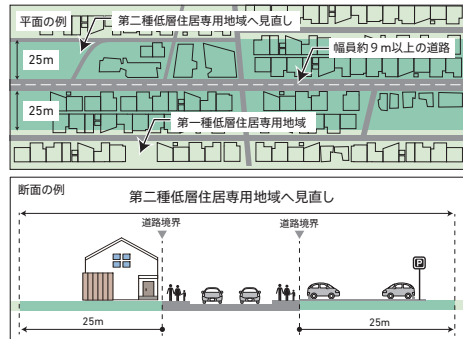 平面の例
第二種低層住居専用地域へ見直し
25m
幅員約9m以上の道路
25m
第一種低層住居専用地域
断面の例
第二種低層住居専用地域へ見直し
道路境界
道路境界
P
25m
25m